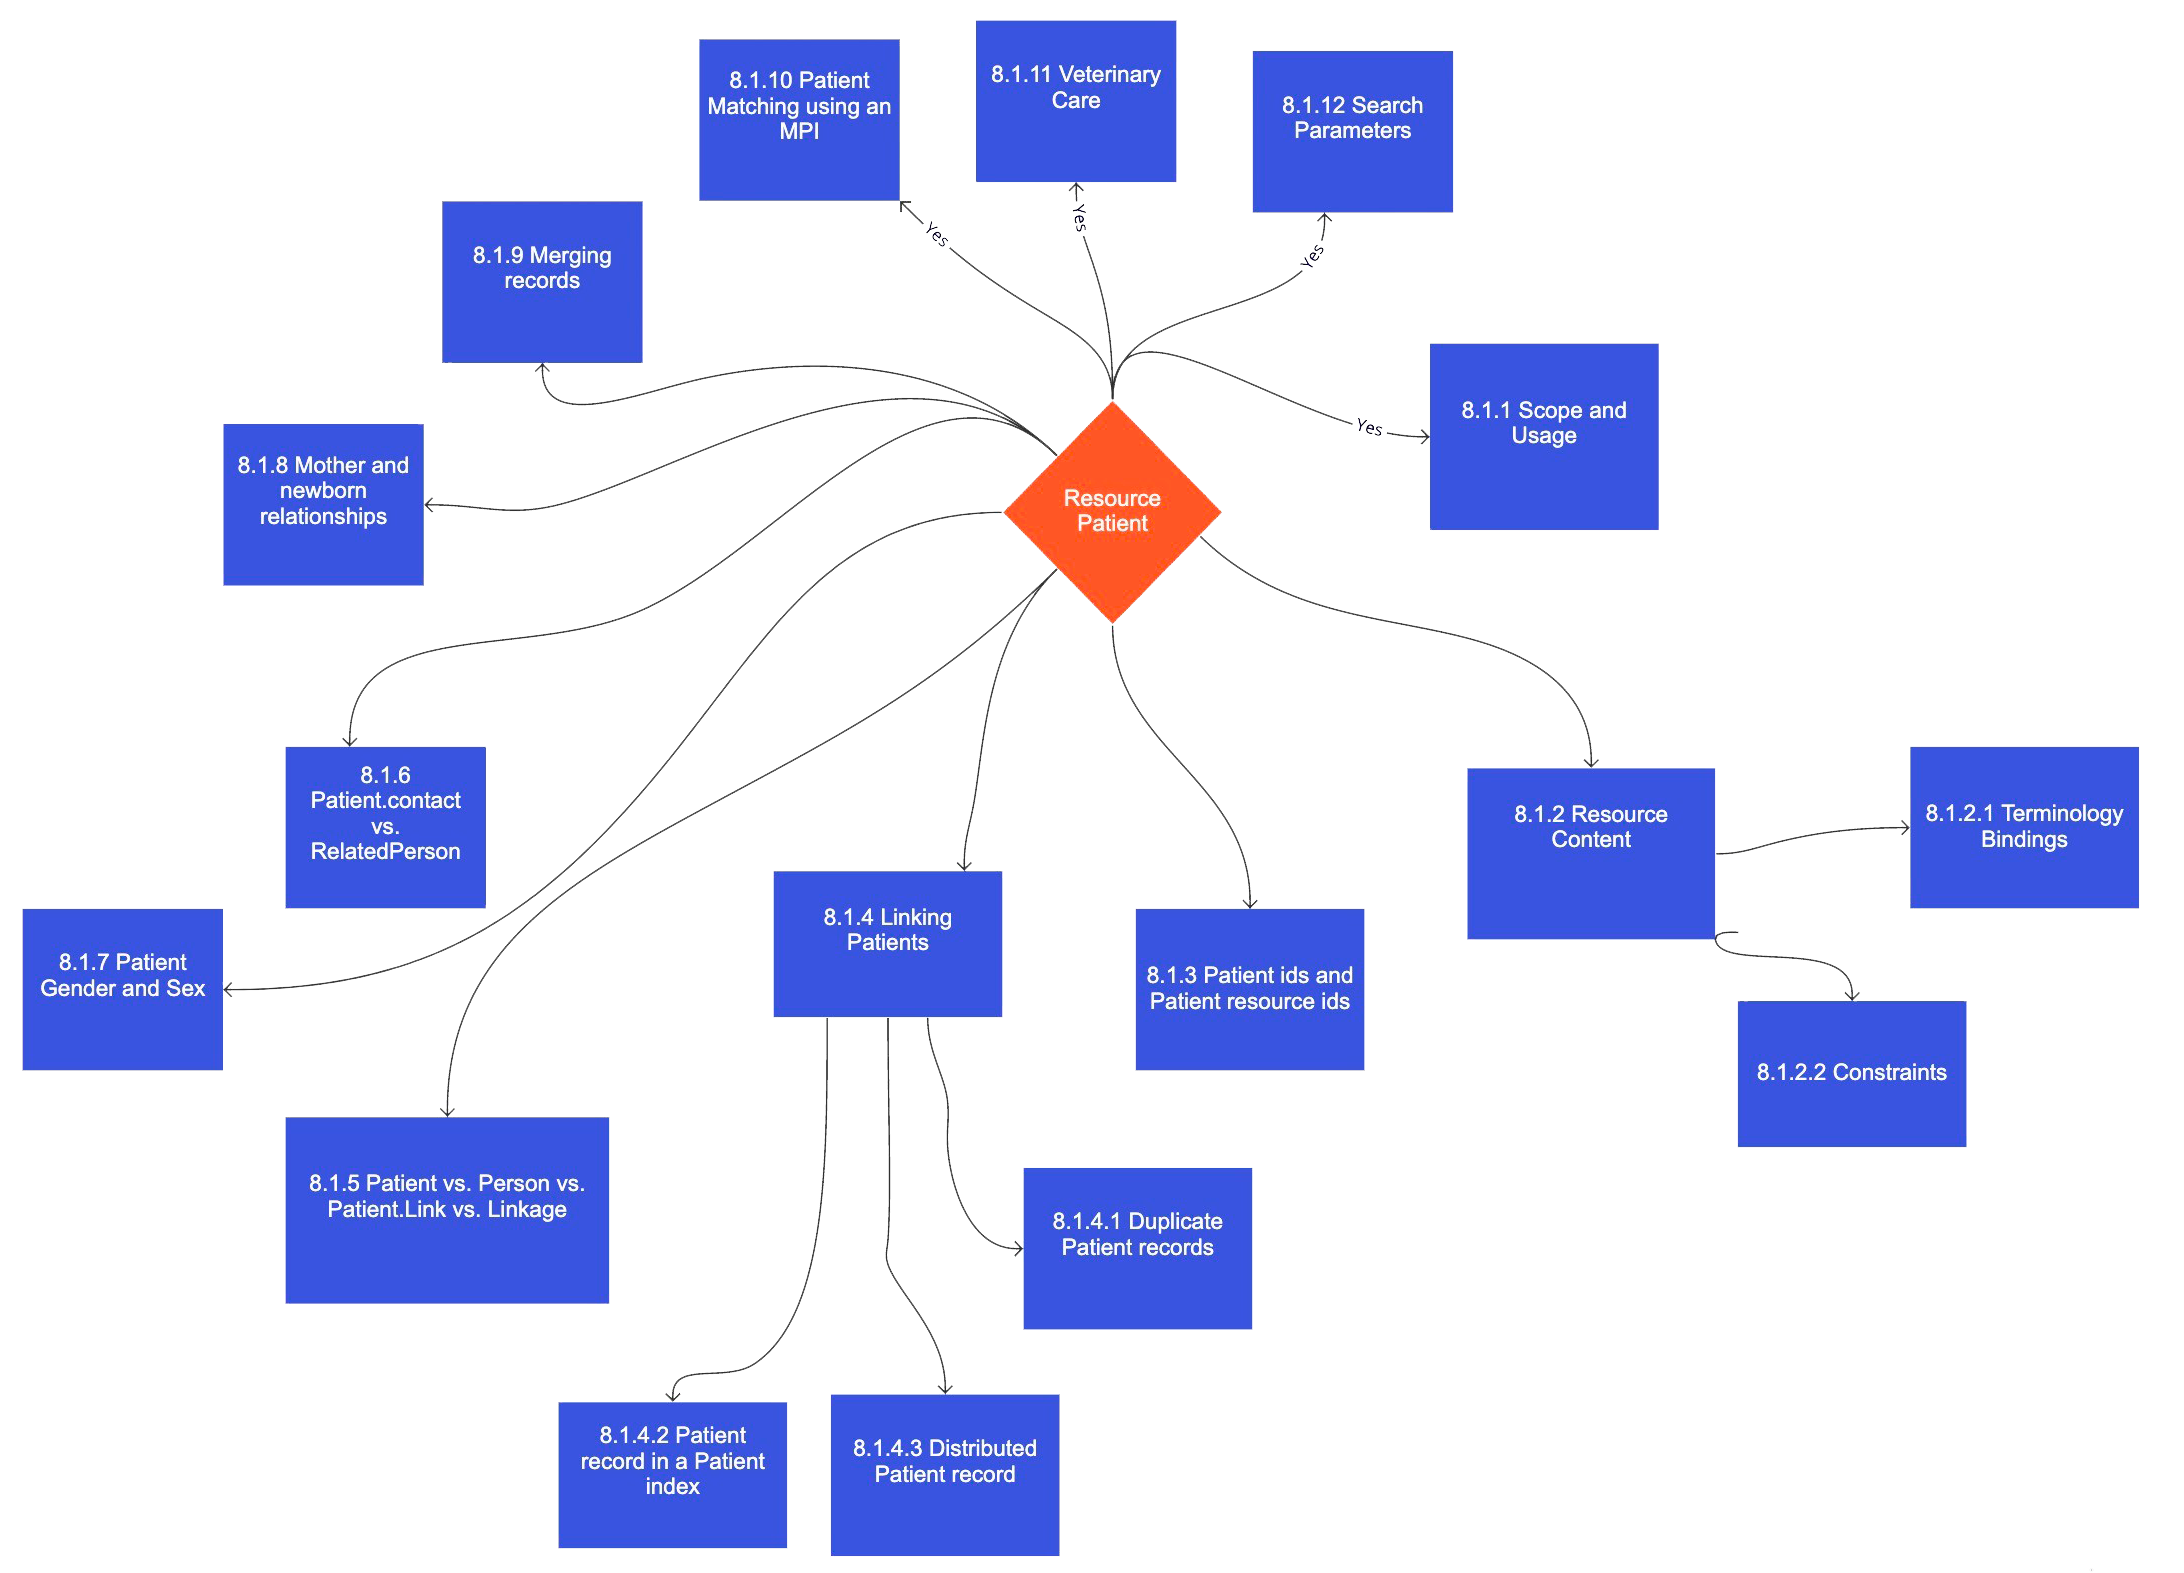 8.1.11 Veterinary
Care
8.1.10 Patient
Matching using an
MPI
8.1.12 Search
Parameters
Yes
Yes
Yes
8.1.9 Merging
records
8.1.1 Scope and
Usage
Yes
8.1.8 Mother and
newborn
relationships
Resource
Patient
8.1.6
Patient.contact
vs.
RelatedPerson
8.1.2 Resource
Content
8.1.2.1 Terminology
Bindings
8.1.4 Linking
Patients
8.1.7 Patient
Gender and Sex
8.1.3 Patient ids and
Patient resource ids
8.1.2.2 Constraints
8.1.5 Patient vs. Person vs.
Patient.Link vs. Linkage
8.1.4.1 Duplicate
Patient records
8.1.4.2 Patient
record in a Patient
index
8.1.4.3 Distributed
Patient record